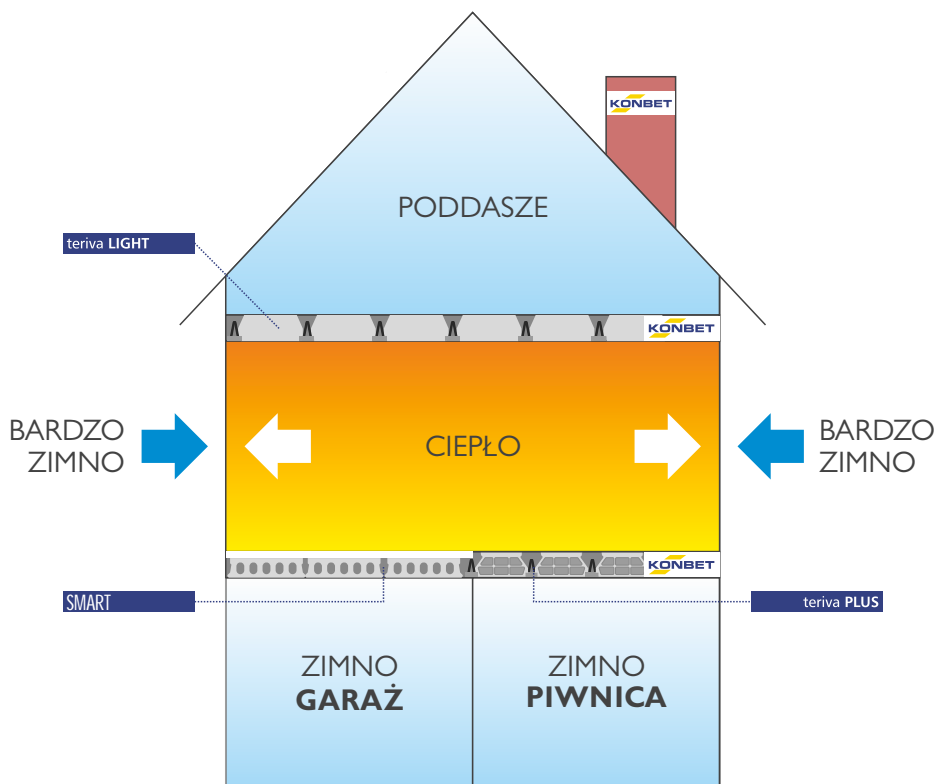 KONBET
PODDASZE
teriva LIGHT
KONBET
BARDZO
ZIMNO
CIEPŁO
BARDZO
ZIMNO
KONBET
SMART
teriva PLUS
ZIMNO
GARAŻ
ZIMNO
PIWNICA